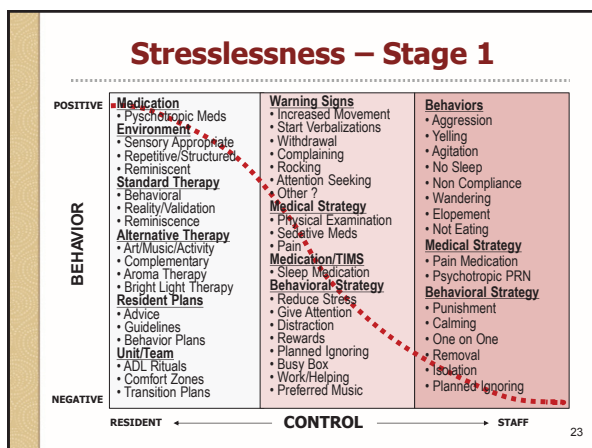 Stresslessness – Stage 1
POSITIVE
BEHAVIOR
NEGATIVE
Medication
• Pyschotropic Meds
Environment
• Sensory Appropriate
• Repetitive/Structured
• Reminiscent
Standard Therapy
• Behavioral
• Reality/Validation
• Reminiscence
Alternative Therapy
• Art/Music/Activity
• Complementary
• Aroma Therapy
• Bright Light Therapy
Resident Plans
• Advice
• Guidelines
• Behavior Plans
Unit/Team
• ADL Rituals
• Comfort Zones
• Transition Plans
Warning Signs
• Increased Movement
• Start Verbalizations
• Withdrawal
• Complaining
• Rocking
• Attention Seeking
• Other ?
Medical Strategy
• Physical Examination
• Sedative Meds
• Pain
Medication/TIMS
• Sleep Medication
Behavioral Strategy
• Reduce Stress
• Give Attention
• Distraction
• Rewards
• Planned Ignoring
• Busy Box
• Work/Helping
• Preferred Music
Behaviors
• Aggression
• Yelling
• Agitation
• No Sleep
• Non Compliance
• Wandering
• Elopement
• Not Eating
Medical Strategy
• Pain Medication
• Psychotropic PRN
Behavioral Strategy
• Punishment
• Calming
• One on One
• Removal
• Isolation
• Planned Ignoring
RESIDENT CONTROL STAFF
23